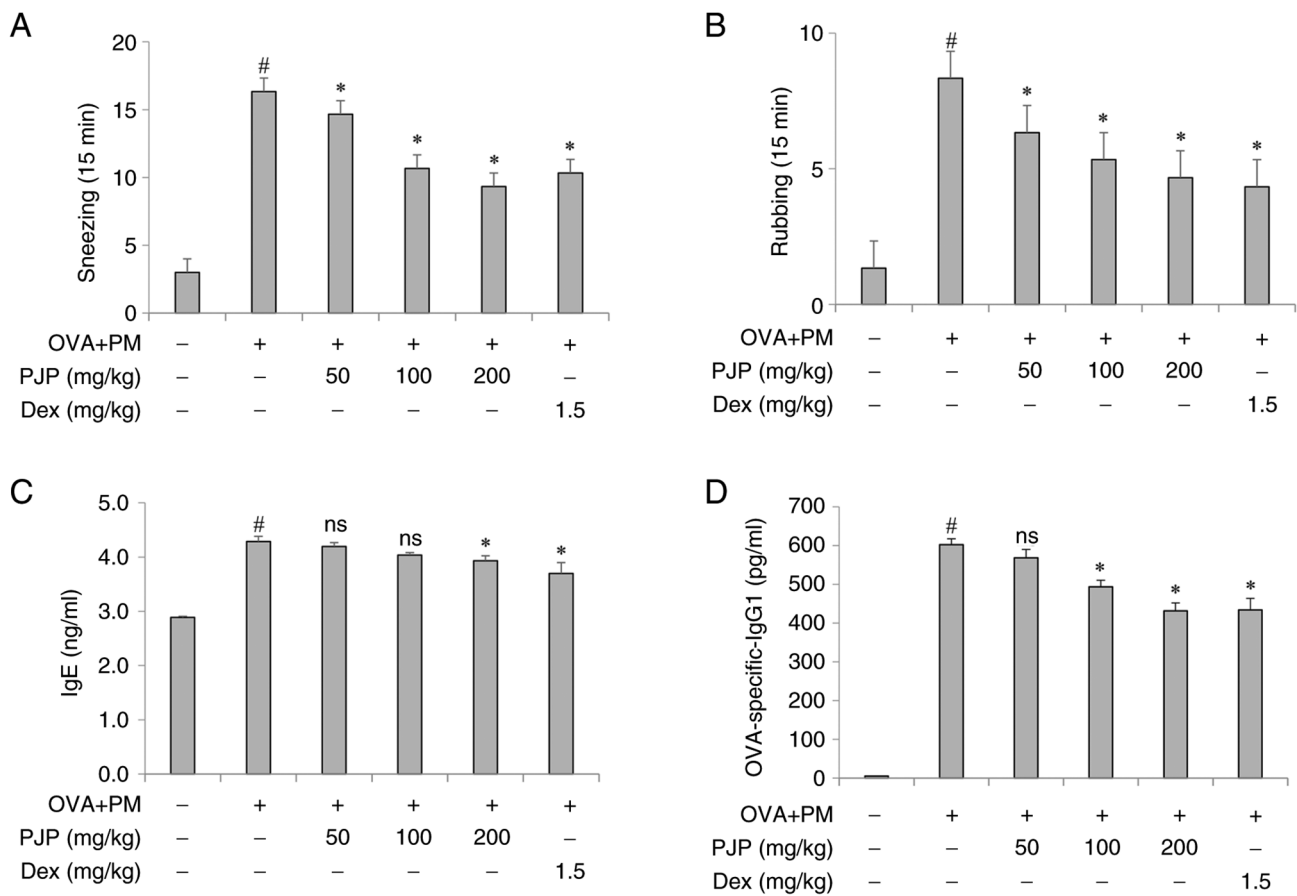 A
Sneezing (15 min)
20
15
10
5
0
#
*
*
*
*
OVA+PM – + + + + +
PJP (mg/kg) – – 50 100 200 –
Dex (mg/kg) – – – – – 1.5
B
Rubbing (15 min)
10
5
0
#
*
*
*
*
OVA+PM – + + + + +
PJP (mg/kg) – – 50 100 200 –
Dex (mg/kg) – – – – – 1.5
C
IgE (ng/ml)
5.0
4.0
3.0
2.0
1.0
0.0
#
ns
ns
*
*
OVA+PM – + + + + +
PJP (mg/kg) – – 50 100 200 –
Dex (mg/kg) – – – – – 1.5
D
OVA-specific-IgG1 (pg/ml)
700
600
500
400
300
200
100
0
#
ns
*
*
*
OVA+PM – + + + + +
PJP (mg/kg) – – 50 100 200 –
Dex (mg/kg) – – – – – 1.5